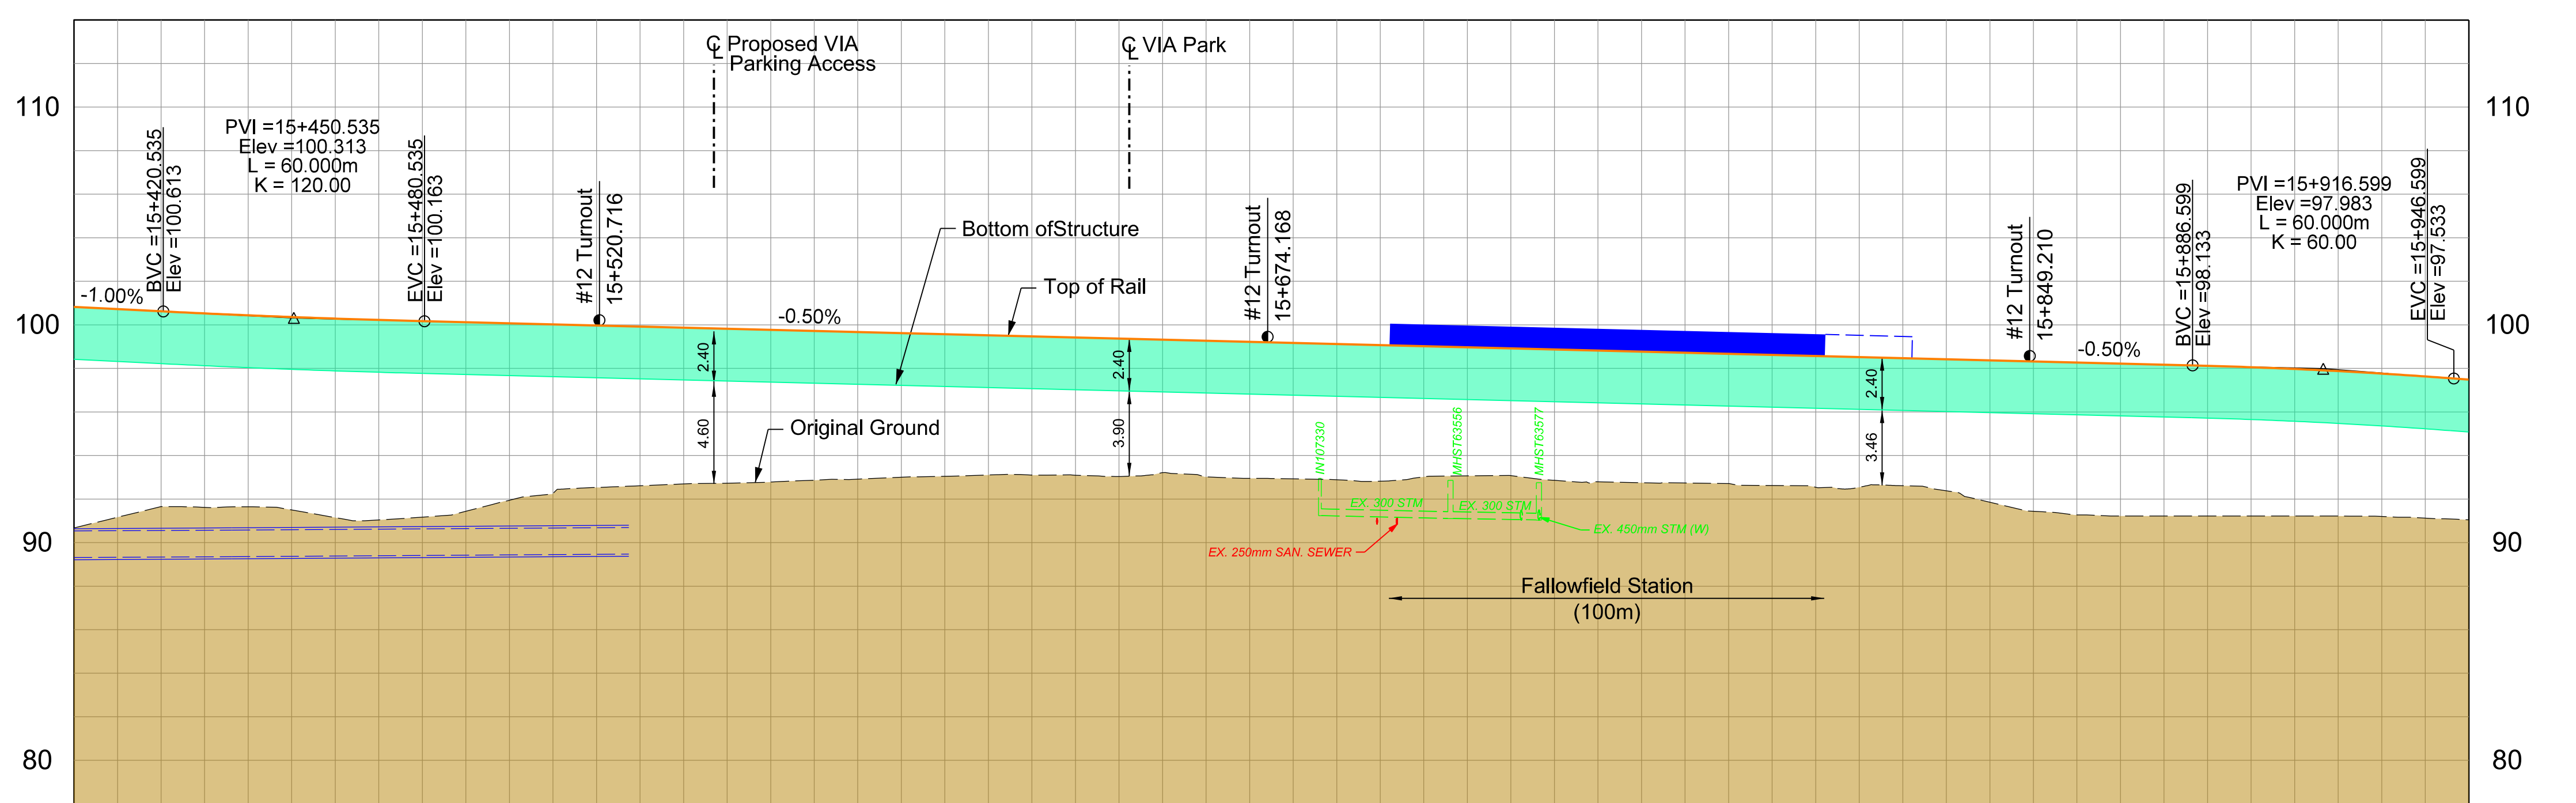 ℄ Proposed VIA
Parking Access
℄ VIA Park
110
110
BVC =15+420.535
Elev =100.613
PVI =15+450.535
Elev =100.313
L = 60.000m
K = 120.00
EVC =15+480.535
Elev =100.163
#12 Turnout
15+520.716
Bottom ofStructure
Top of Rail
#12 Turnout
15+674.168
#12 Turnout
15+849.210
BVC =15+886.599
Elev =98.133
PVI =15+916.599
Elev =97.983
L = 60.000m
K = 60.00
EVC =15+946.599
Elev =97.533
-1.00%
-0.50%
-0.50%
100
100
2.40
2.40
2.40
4.60
3.90
3.46
Original Ground
IN107330
MHST63556
MHST63577
EX. 300 STM
EX. 300 STM
EX. 450mm STM (W)
EX. 250mm SAN. SEWER
90
90
Fallowfield Station
(100m)
80
80